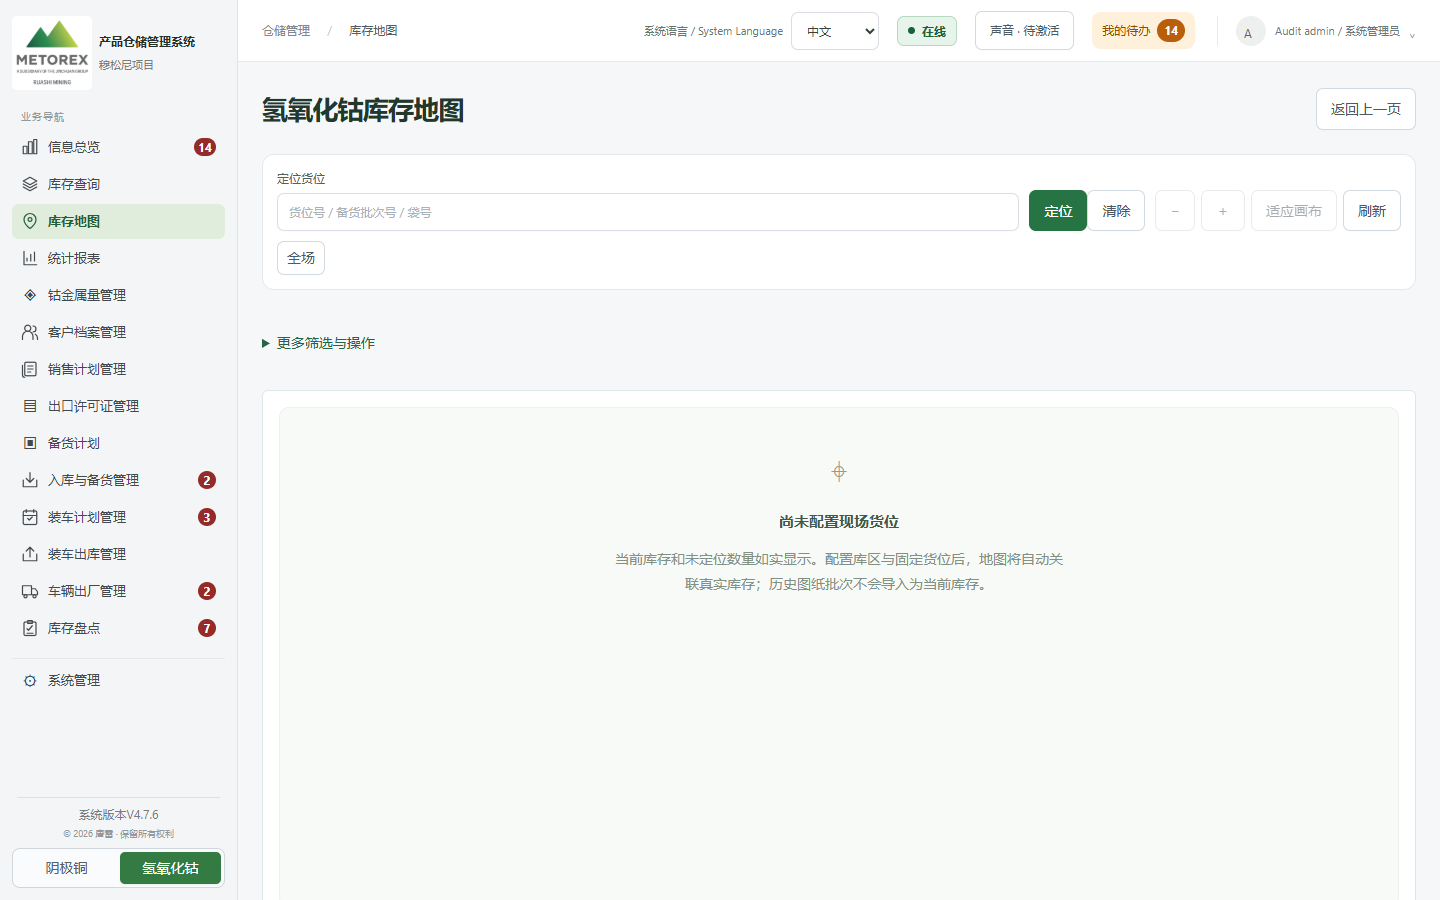 METOREX
A SUBSIDIARY OF THE JINCHUAN GROUP
RUASHI MINING
产品仓储管理系统
穆松尼项目
业务导航
信息总览 14
库存查询
库存地图
统计报表
钴金属量管理
客户档案管理
销售计划管理
出口许可证管理
备货计划
入库与备货管理 2
装车计划管理 3
装车出库管理
车辆出厂管理 2
库存盘点 7
系统管理
系统版本V4.7.6
阴极铜 氢氧化钴
仓储管理 / 库存地图
系统语言 / System Language 中文 在线 声音 · 待激活 我的待办 14 A Audit admin / 系统管理员
氢氧化钴库存地图 返回上一页
定位货位
货位号 / 备货批次号 / 袋号 定位 清除 − + 适应画布 刷新
全场
更多筛选与操作
尚未配置现场货位
当前库存和未定位数量如实显示。配置库区与固定货位后，地图将自动关
联真实库存；历史图纸批次不会导入为当前库存。